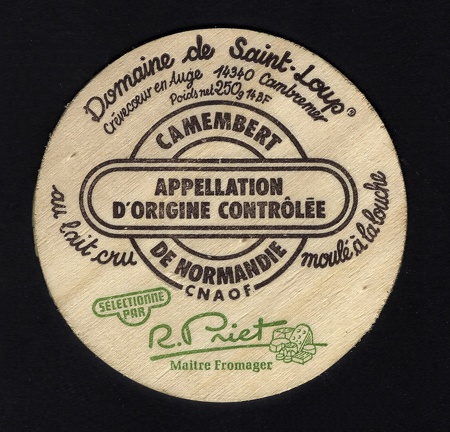 Domaine de Saint-Loup®
Crèvecoeur en Auge 14340 Cambremer
Poids net 250g 14BF
CAMEMBERT
APPELLATION
D'ORIGINE CONTRÔLÉE
au lait cru
moulé à la louche
DE NORMANDIE
CNAOF
SÉLECTIONNÉ
PAR
R. Priet
Maitre Fromager